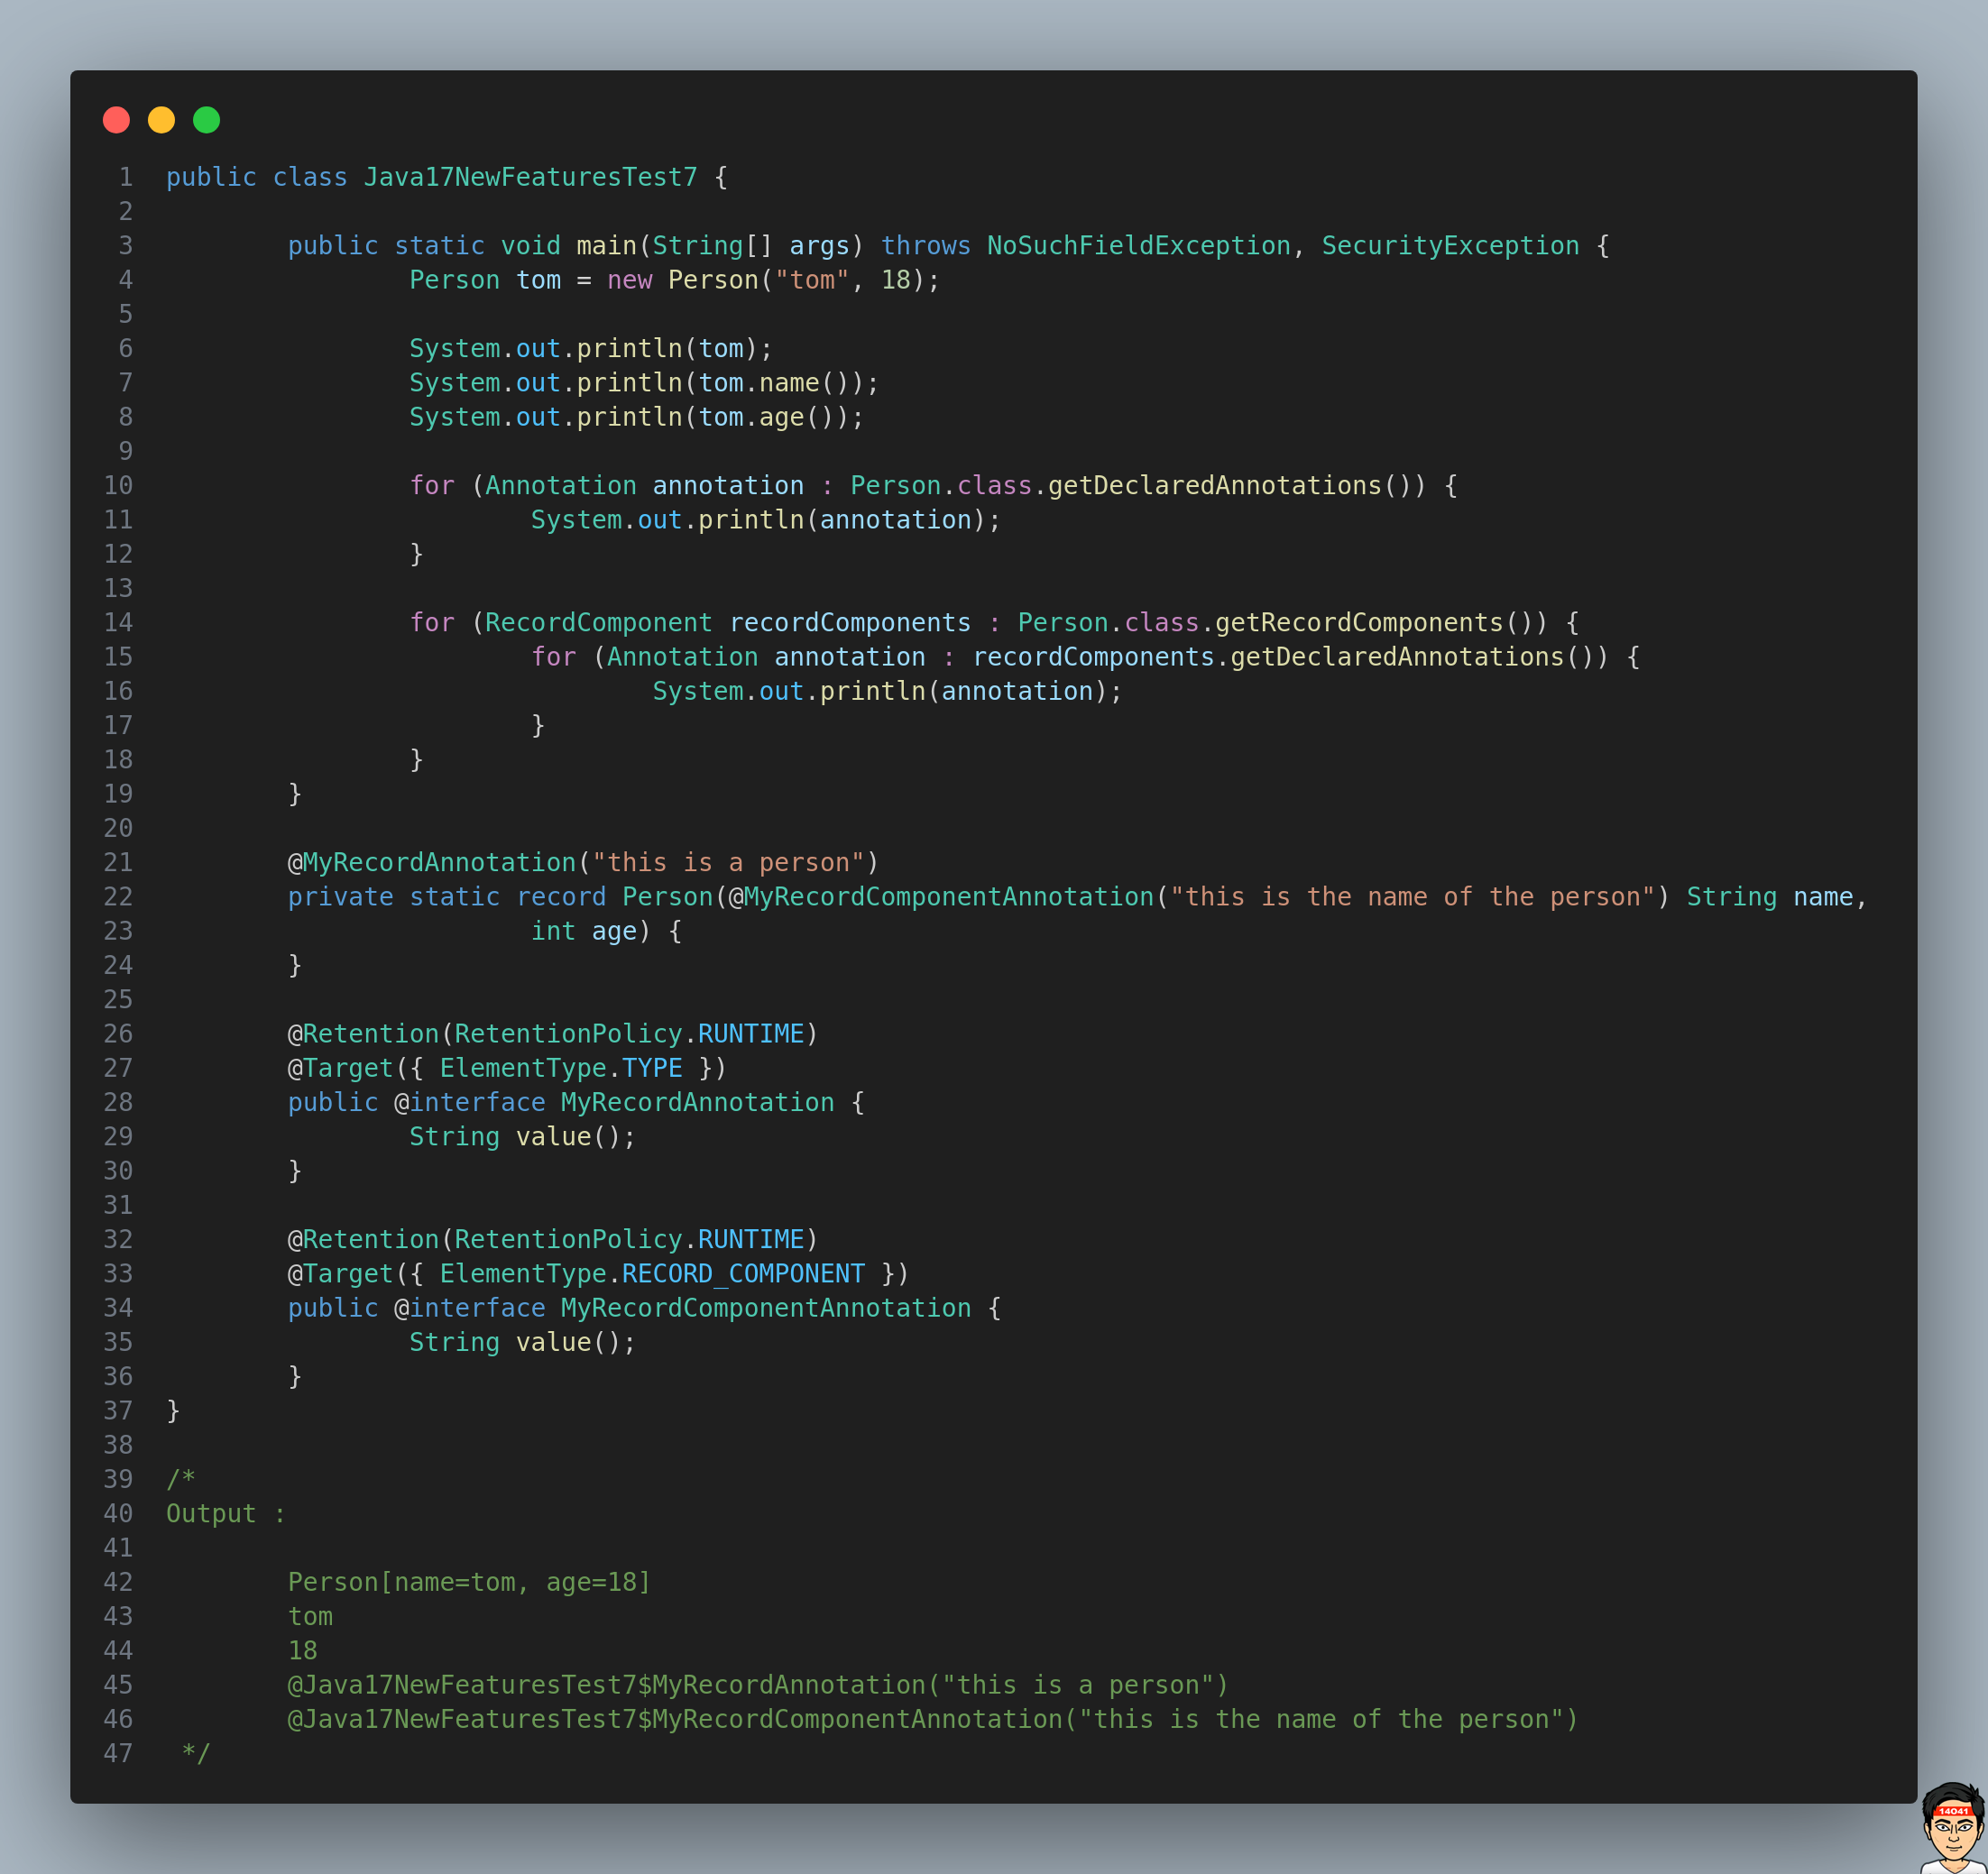 1 public class Java17NewFeaturesTest7 {
2
3 public static void main(String[] args) throws NoSuchFieldException, SecurityException {
4 Person tom = new Person("tom", 18);
5
6 System.out.println(tom);
7 System.out.println(tom.name());
8 System.out.println(tom.age());
9
10 for (Annotation annotation : Person.class.getDeclaredAnnotations()) {
11 System.out.println(annotation);
12 }
13
14 for (RecordComponent recordComponents : Person.class.getRecordComponents()) {
15 for (Annotation annotation : recordComponents.getDeclaredAnnotations()) {
16 System.out.println(annotation);
17 }
18 }
19 }
20
21 @MyRecordAnnotation("this is a person")
22 private static record Person(@MyRecordComponentAnnotation("this is the name of the person") String name,
23 int age) {
24 }
25
26 @Retention(RetentionPolicy.RUNTIME)
27 @Target({ ElementType.TYPE })
28 public @interface MyRecordAnnotation {
29 String value();
30 }
31
32 @Retention(RetentionPolicy.RUNTIME)
33 @Target({ ElementType.RECORD_COMPONENT })
34 public @interface MyRecordComponentAnnotation {
35 String value();
36 }
37 }
38
39 /*
40 Output :
41
42 Person[name=tom, age=18]
43 tom
44 18
45 @Java17NewFeaturesTest7$MyRecordAnnotation("this is a person")
46 @Java17NewFeaturesTest7$MyRecordComponentAnnotation("this is the name of the person")
47 */
14041